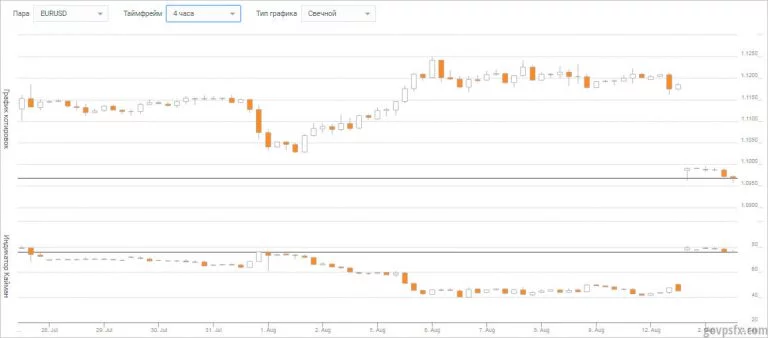 Пара EURUSD Таймфрейм 4 часа Тип графика Свечной
График котировок
1.1250
1.1200
1.1150
1.1100
1.1050
1.1000
1.0950
1.0900
Индикатор Кайман
80
60
40
20
28. Jul 29. Jul 30. Jul 31. Jul 1. Aug 2. Aug 5. Aug 6. Aug 7. Aug 8. Aug 9. Aug 12. Aug
govpsfx.com